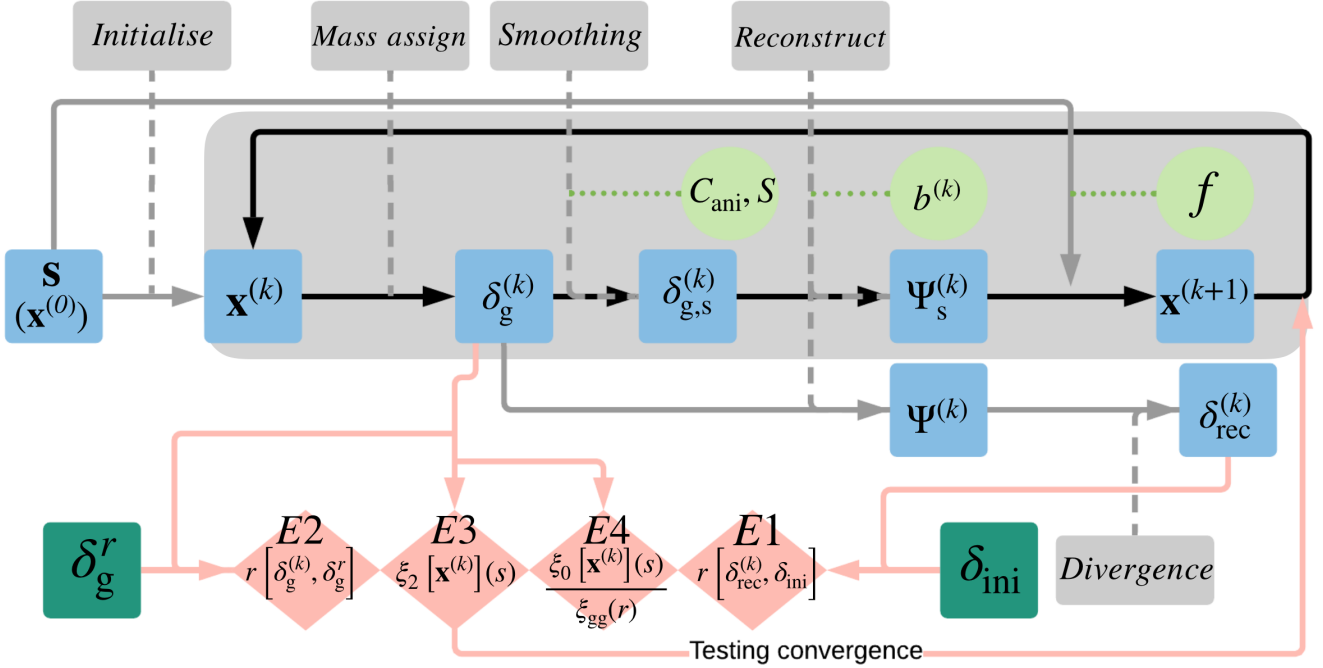 Initialise
Mass assign
Smoothing
Reconstruct
C_ani, S
b^(k)
f
s
(x^(0))
x^(k)
δ_g^(k)
δ_g,s^(k)
Ψ_s^(k)
x^(k+1)
Ψ^(k)
δ_rec^(k)
δ_g^r
E2
r [δ_g^(k), δ_g^r]
E3
ξ_2 [x^(k)](s)
E4
ξ_0 [x^(k)](s)
ξ_gg(r)
E1
r [δ_rec^(k), δ_ini]
δ_ini
Divergence
Testing convergence